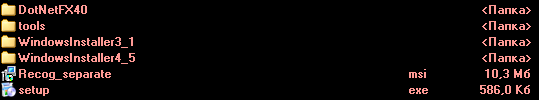 DotNetFX40 <Папка>
tools <Папка>
WindowsInstaller3_1 <Папка>
WindowsInstaller4_5 <Папка>
Recog_separate msi 10,3 Мб
setup exe 586,0 Кб